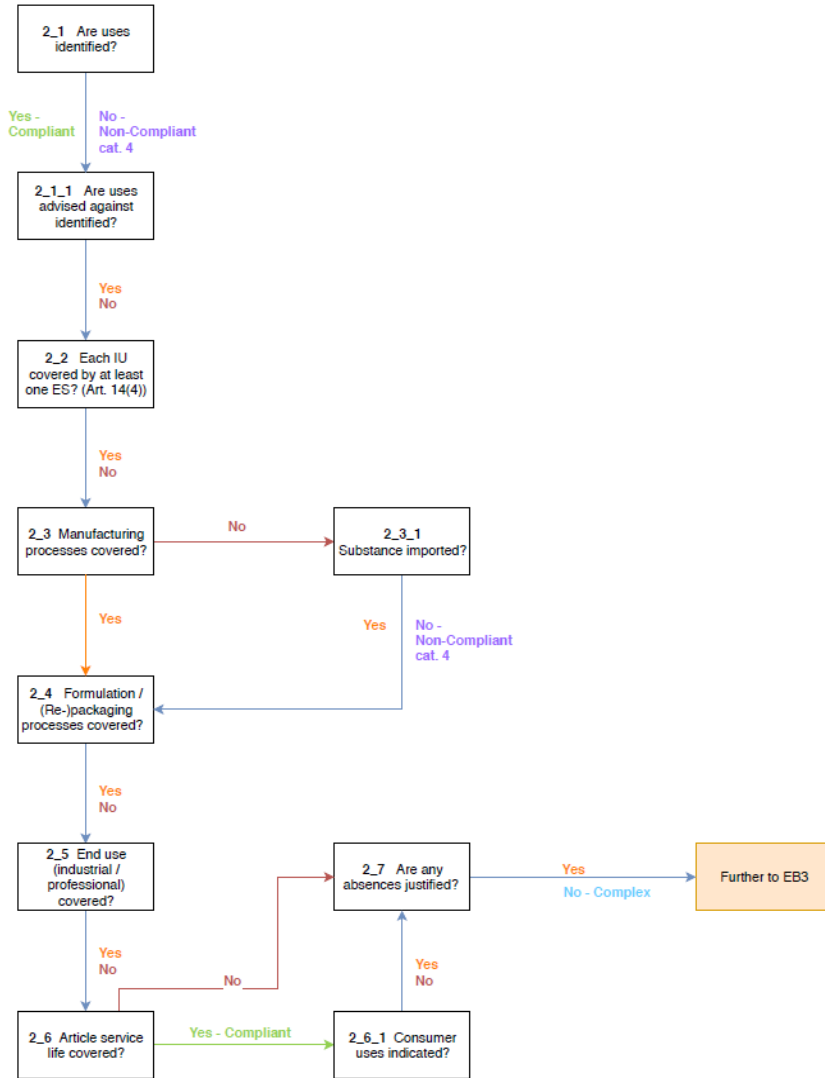 2_1 Are uses
identified?
Yes -
Compliant
No -
Non-Compliant
cat. 4
2_1_1 Are uses
advised against
identified?
Yes
No
2_2 Each IU
covered by at least
one ES? (Art. 14(4))
Yes
No
2_3 Manufacturing
processes covered?
No
2_3_1
Substance imported?
Yes
Yes
No -
Non-Compliant
cat. 4
2_4 Formulation /
(Re-)packaging
processes covered?
Yes
No
2_5 End use
(industrial /
professional)
covered?
2_7 Are any
absences justified?
Yes
No - Complex
Further to EB3
Yes
No
No
Yes
No
2_6 Article service
life covered?
Yes - Compliant
2_6_1 Consumer
uses indicated?